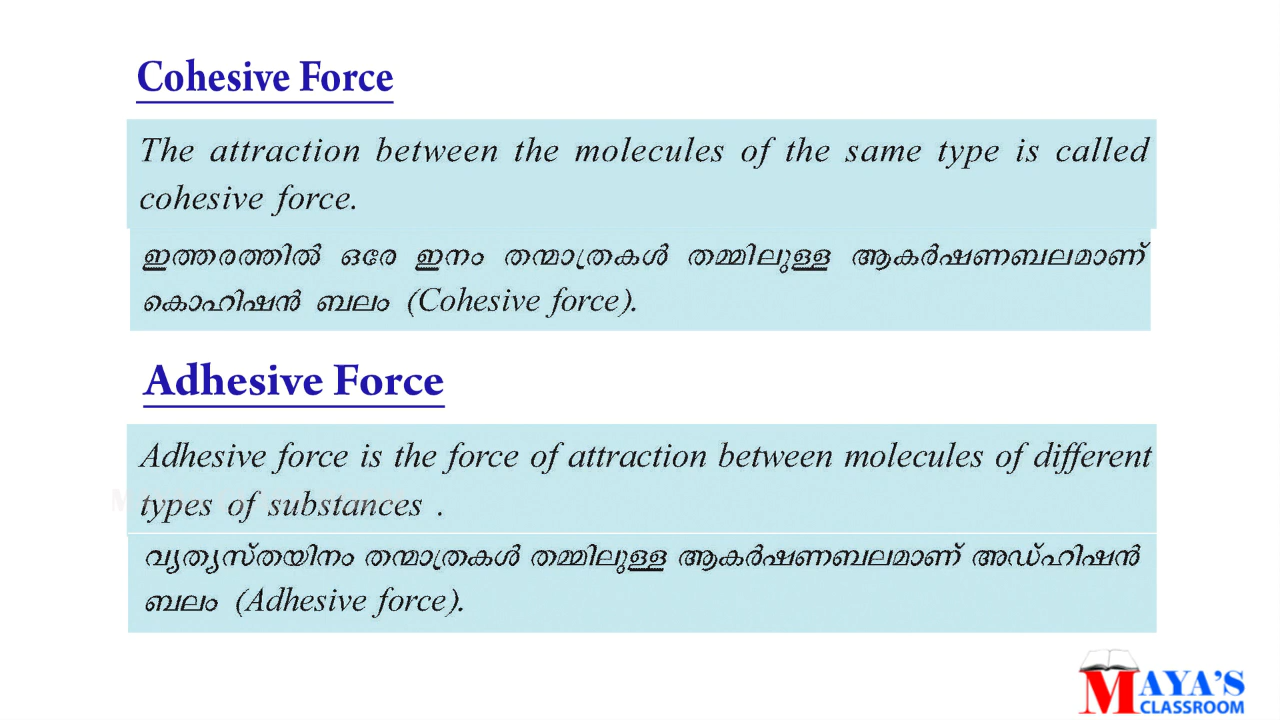 Cohesive Force
The attraction between the molecules of the same type is called
cohesive force.
ഇത്തരത്തിൽ ഒരേ ഇനം തന്മാത്രകൾ തമ്മിലുള്ള ആകർഷണബലമാണ്
കൊഹിഷൻ ബലം (Cohesive force).
Adhesive Force
Adhesive force is the force of attraction between molecules of different
types of substances .
വ്യത്യസ്തയിനം തന്മാത്രകൾ തമ്മിലുള്ള ആകർഷണബലമാണ് അഡ്ഹിഷൻ
ബലം (Adhesive force).
MAYA'S
CLASSROOM